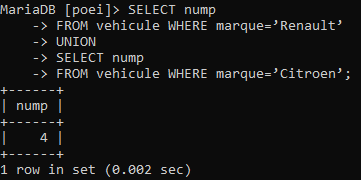 MariaDB [poei]> SELECT nump
-> FROM vehicule WHERE marque=’Renault’
-> UNION
-> SELECT nump
-> FROM vehicule WHERE marque=’Citroen’;
+------+
| nump |
+------+
|    4 |
+------+
1 row in set (0.002 sec)